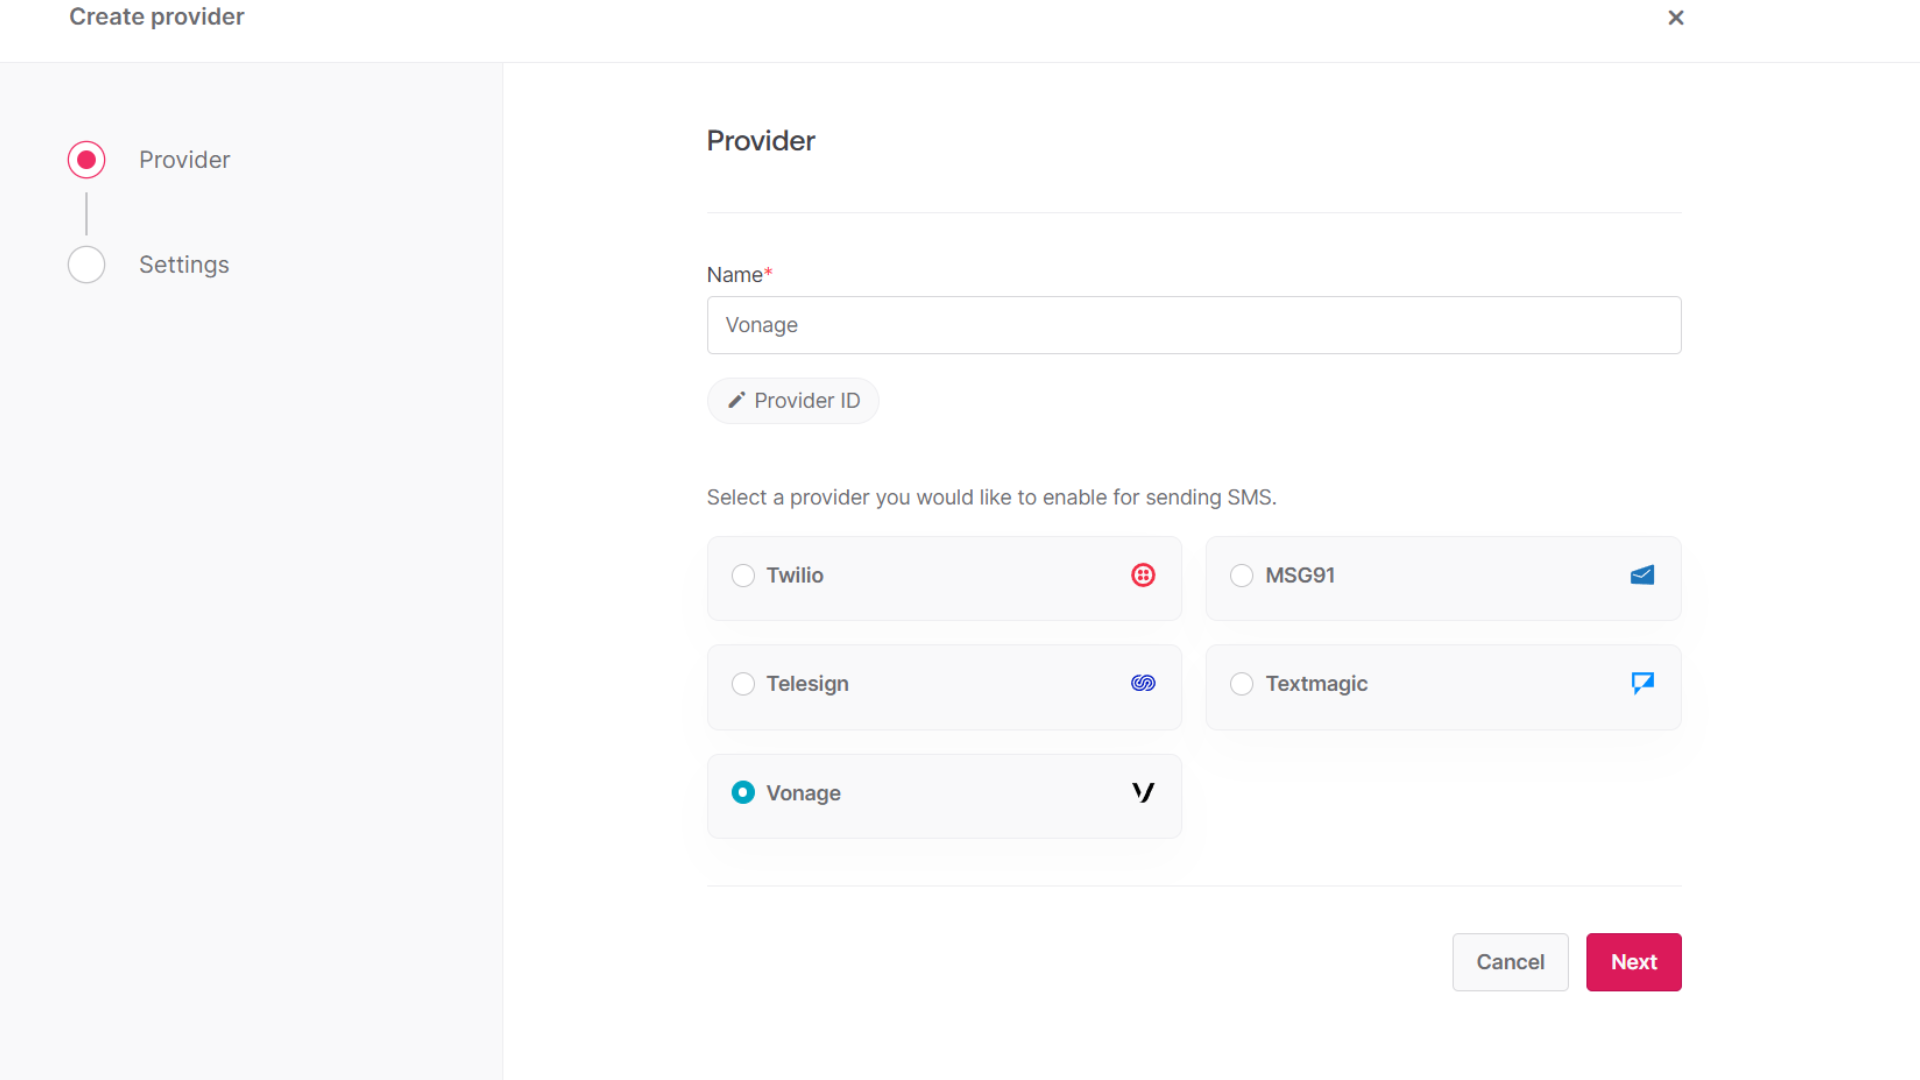 Create provider
Provider
Settings
Provider
Name*
Vonage
Provider ID
Select a provider you would like to enable for sending SMS.
Twilio
MSG91
Telesign
Textmagic
Vonage
Cancel
Next